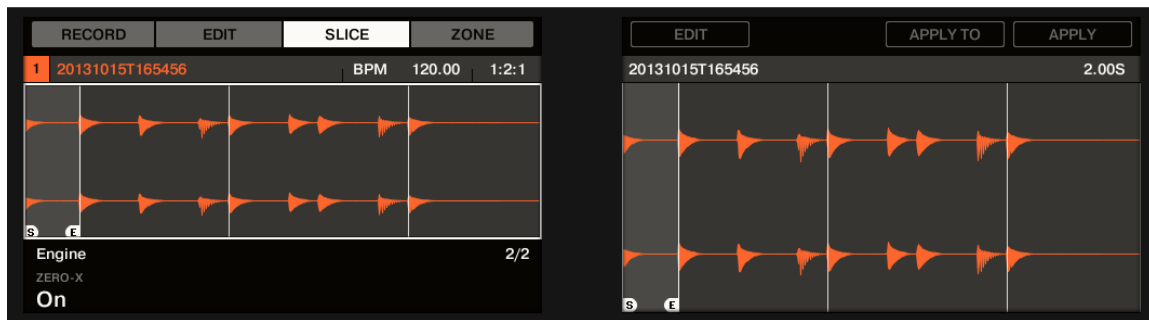 RECORD EDIT SLICE ZONE
1 20131015T165456 BPM 120.00 1:2:1
S E
Engine 2/2
ZERO-X
On
EDIT APPLY TO APPLY
20131015T165456 2.00S
S E